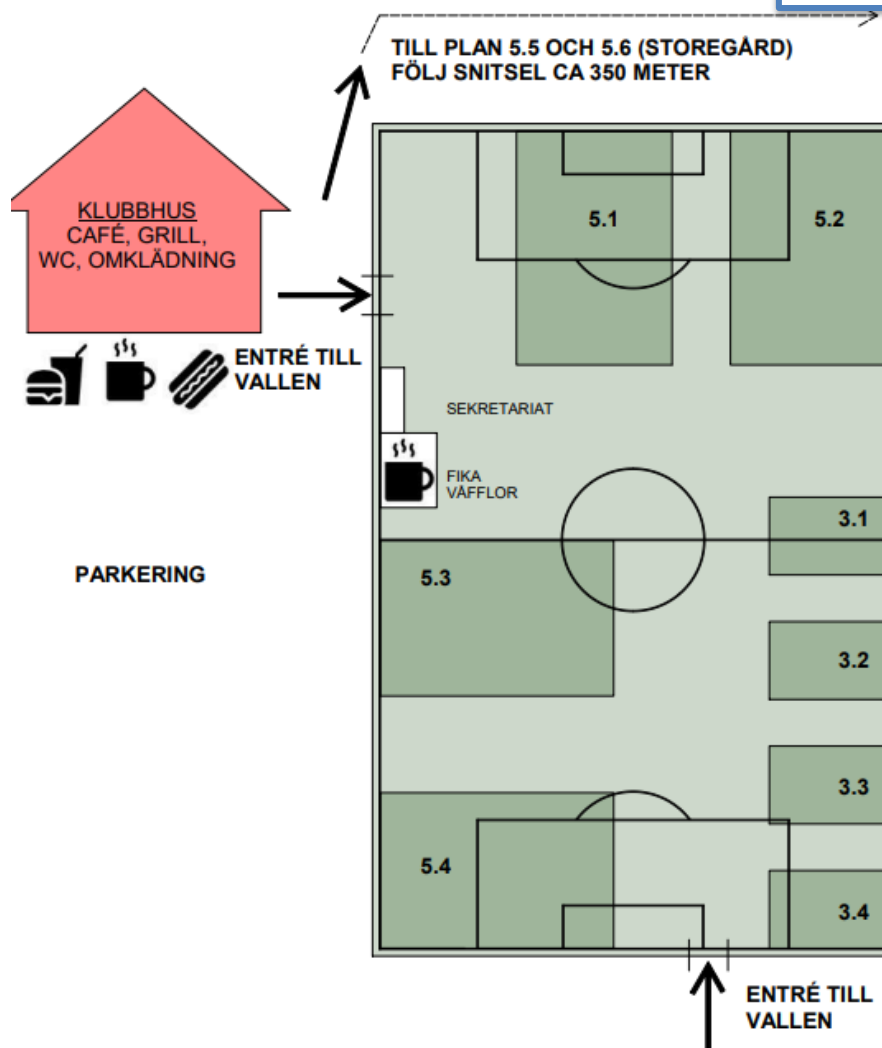 TILL PLAN 5.5 OCH 5.6 (STOREGÅRD)
FÖLJ SNITSEL CA 350 METER
KLUBBHUS
CAFÉ, GRILL,
WC, OMKLÄDNING
5.1
5.2
ENTRÉ TILL
VALLEN
SEKRETARIAT
FIKA
VÅFFLOR
3.1
PARKERING
5.3
3.2
3.3
5.4
3.4
ENTRÉ TILL
VALLEN